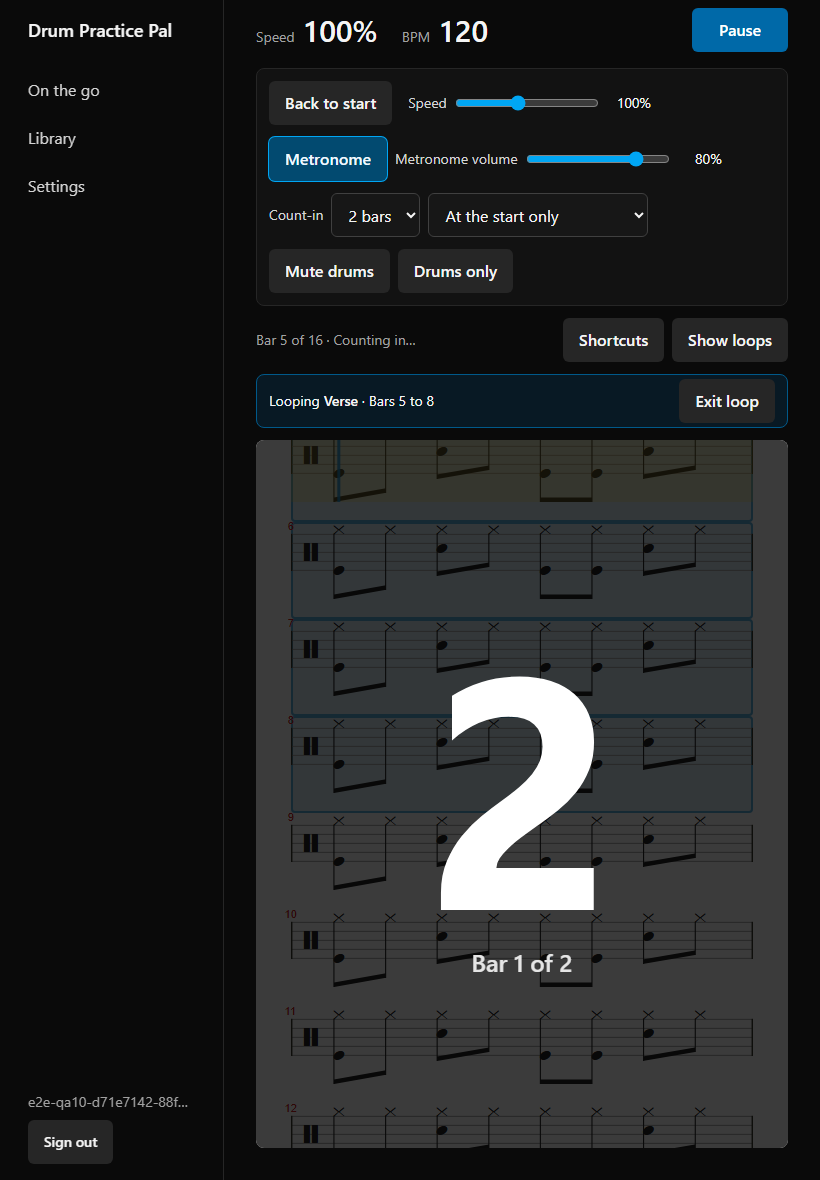 Drum Practice Pal
On the go
Library
Settings
e2e-qa10-d71e7142-88f...
Sign out
Speed 100% BPM 120
Pause
Back to start
Speed 100%
Metronome
Metronome volume 80%
Count-in 2 bars At the start only
Mute drums
Drums only
Bar 5 of 16 · Counting in...
Shortcuts
Show loops
Looping Verse · Bars 5 to 8
Exit loop
6
7
8
9
10
11
12
2
Bar 1 of 2